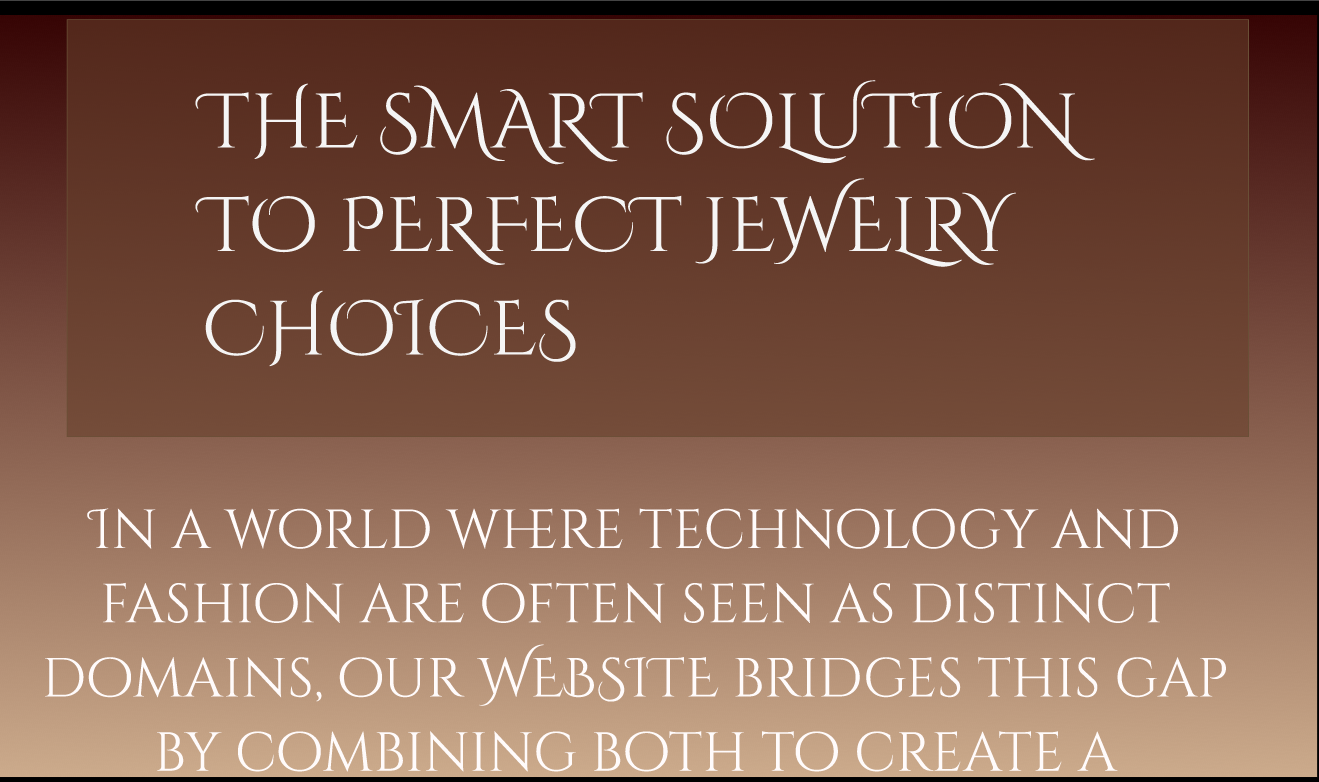 THE SMART SOLUTION
TO PERFECT JEWELRY
CHOICES
IN A WORLD WHERE TECHNOLOGY AND
FASHION ARE OFTEN SEEN AS DISTINCT
DOMAINS, OUR WEBSITE BRIDGES THIS GAP
BY COMBINING BOTH TO CREATE A